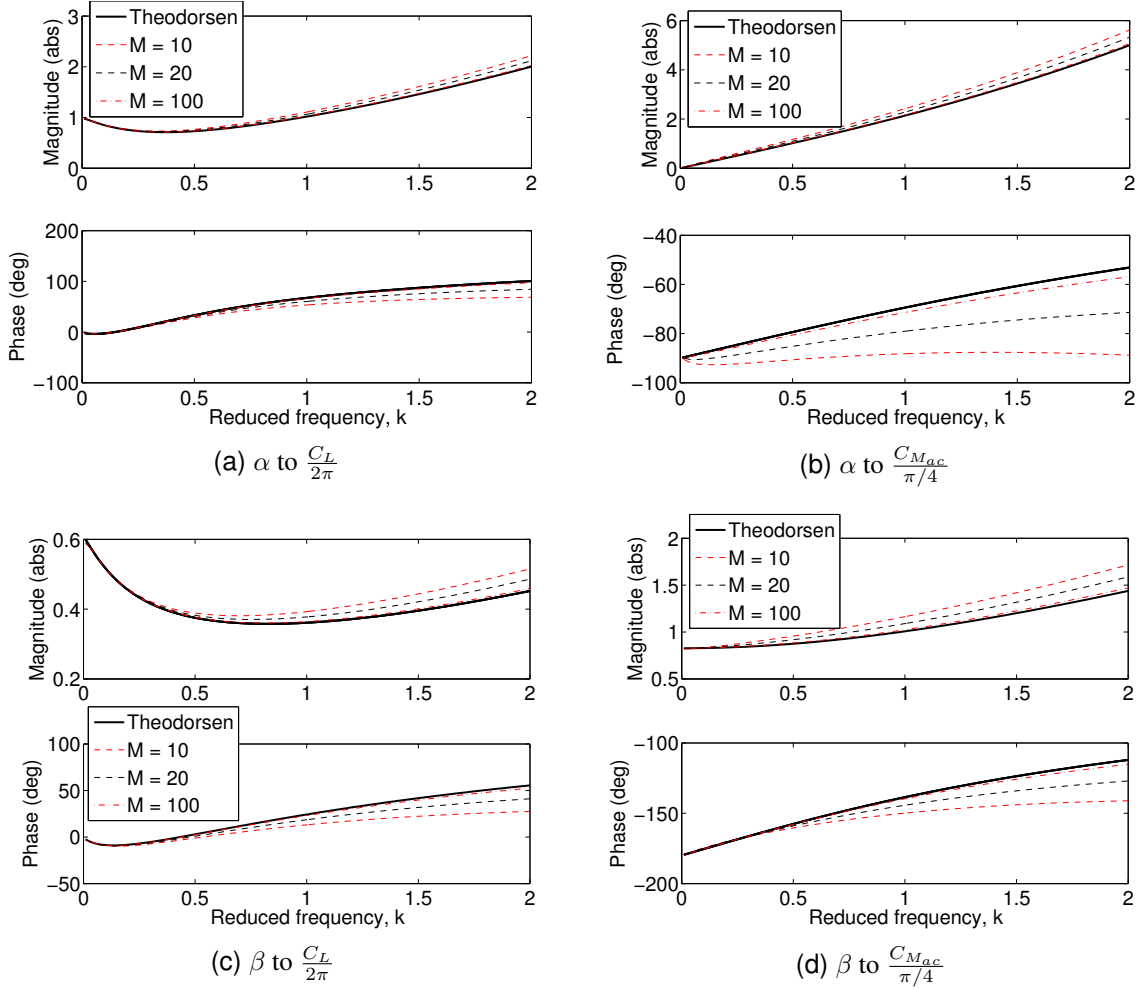 Magnitude (abs)
3
2
1
0
0 0.5 1 1.5 2
Theodorsen
M = 10
M = 20
M = 100
Phase (deg)
200
100
0
−100
0 0.5 1 1.5 2
Reduced frequency, k
(a) α to C_L/2π
Magnitude (abs)
6
4
2
0
0 0.5 1 1.5 2
Theodorsen
M = 10
M = 20
M = 100
Phase (deg)
−40
−60
−80
−100
0 0.5 1 1.5 2
Reduced frequency, k
(b) α to C_{M_{ac}}/π/4
Magnitude (abs)
0.6
0.4
0.2
0 0.5 1 1.5 2
Theodorsen
M = 10
M = 20
M = 100
Phase (deg)
100
50
0
−50
0 0.5 1 1.5 2
Reduced frequency, k
(c) β to C_L/2π
Magnitude (abs)
2
1.5
1
0.5
0 0.5 1 1.5 2
Theodorsen
M = 10
M = 20
M = 100
Phase (deg)
−100
−150
−200
0 0.5 1 1.5 2
Reduced frequency, k
(d) β to C_{M_{ac}}/π/4